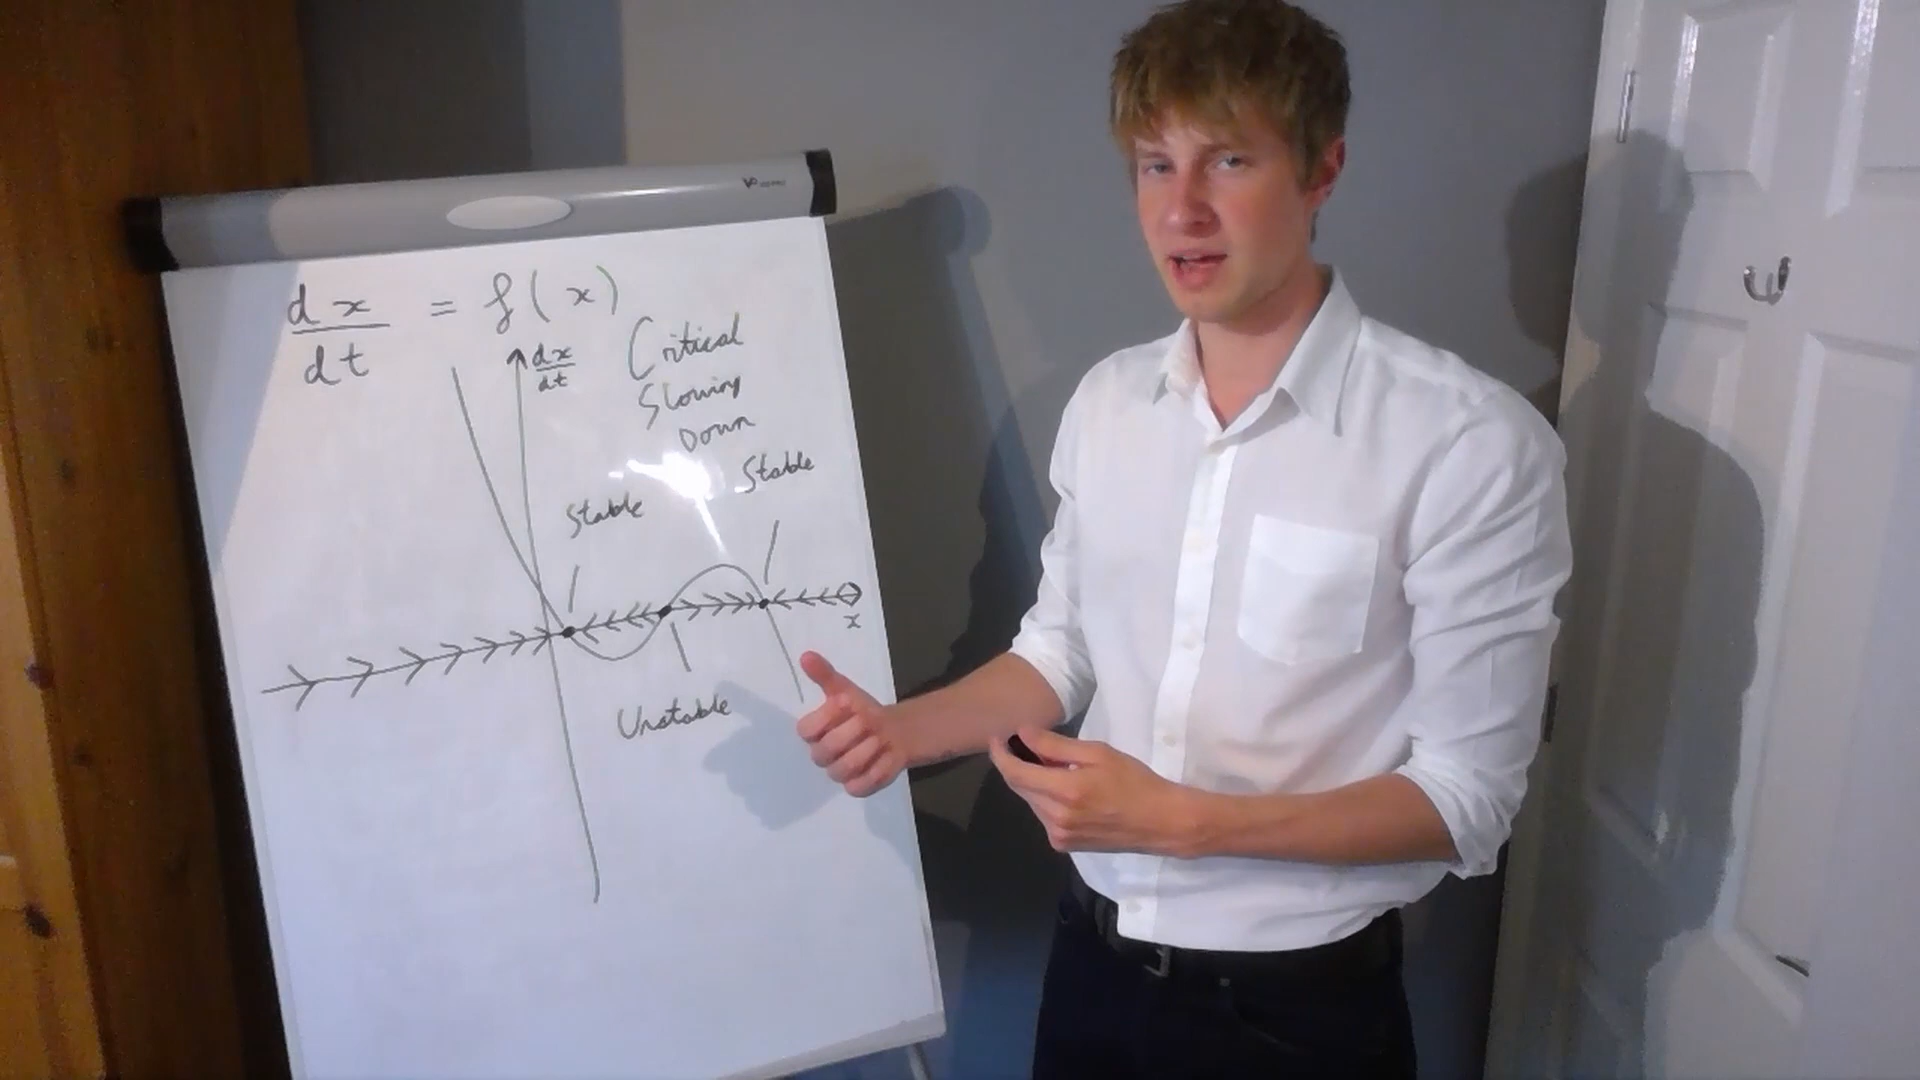 dx/dt = f(x)
dx/dt
Critical
Slowing
Down
Stable
Stable
x
Unstable